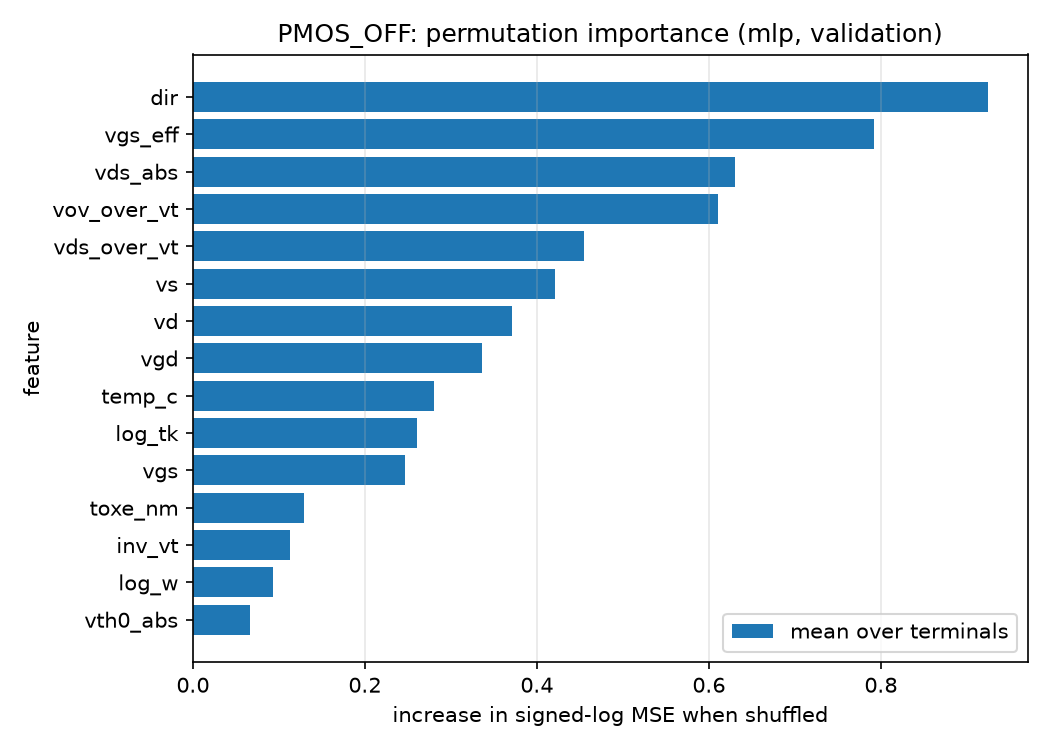 PMOS_OFF: permutation importance (mlp, validation)
dir
vgs_eff
vds_abs
vov_over_vt
vds_over_vt
vs
vd
vgd
temp_c
log_tk
vgs
toxe_nm
inv_vt
log_w
vth0_abs
feature
mean over terminals
0.0 0.2 0.4 0.6 0.8
increase in signed-log MSE when shuffled